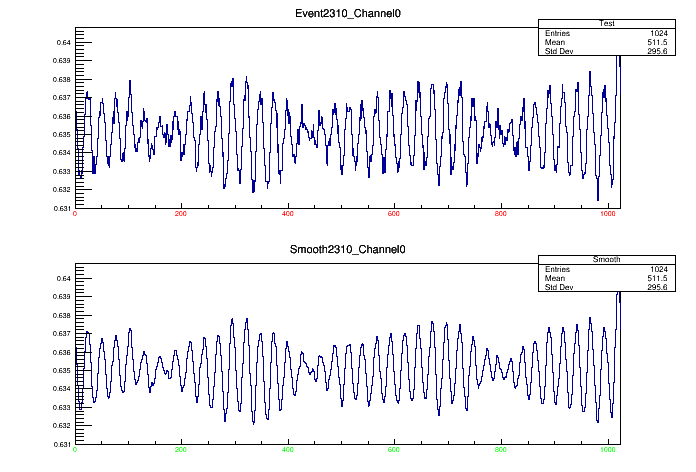 Event2310_Channel0
Test
Entries 1024
Mean 511.5
Std Dev 295.6
0.64
0.639
0.638
0.637
0.636
0.635
0.634
0.633
0.632
0.631
0 200 400 600 800 1000
Smooth2310_Channel0
Smooth
Entries 1024
Mean 511.5
Std Dev 295.6
0.64
0.639
0.638
0.637
0.636
0.635
0.634
0.633
0.632
0.631
0 200 400 600 800 1000